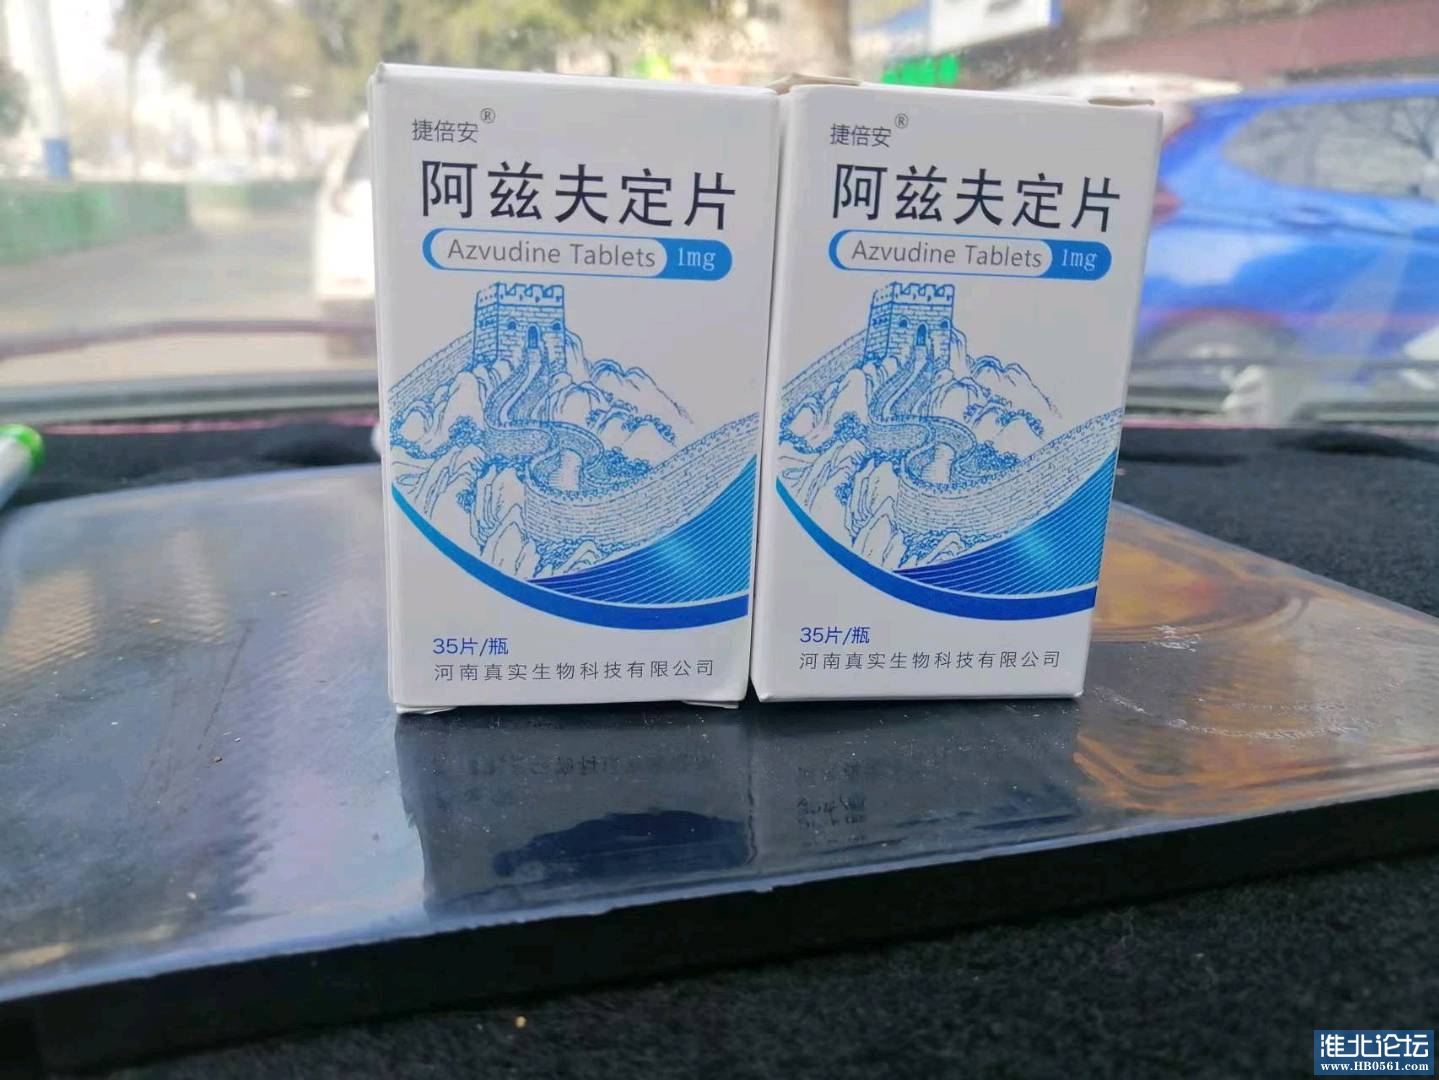 捷倍安®
阿兹夫定片
Azvudine Tablets 1mg
35片/瓶
河南真实生物科技有限公司
捷倍安®
阿兹夫定片
Azvudine Tablets 1mg
35片/瓶
河南真实生物科技有限公司
淮北论坛
www.HB0561.com